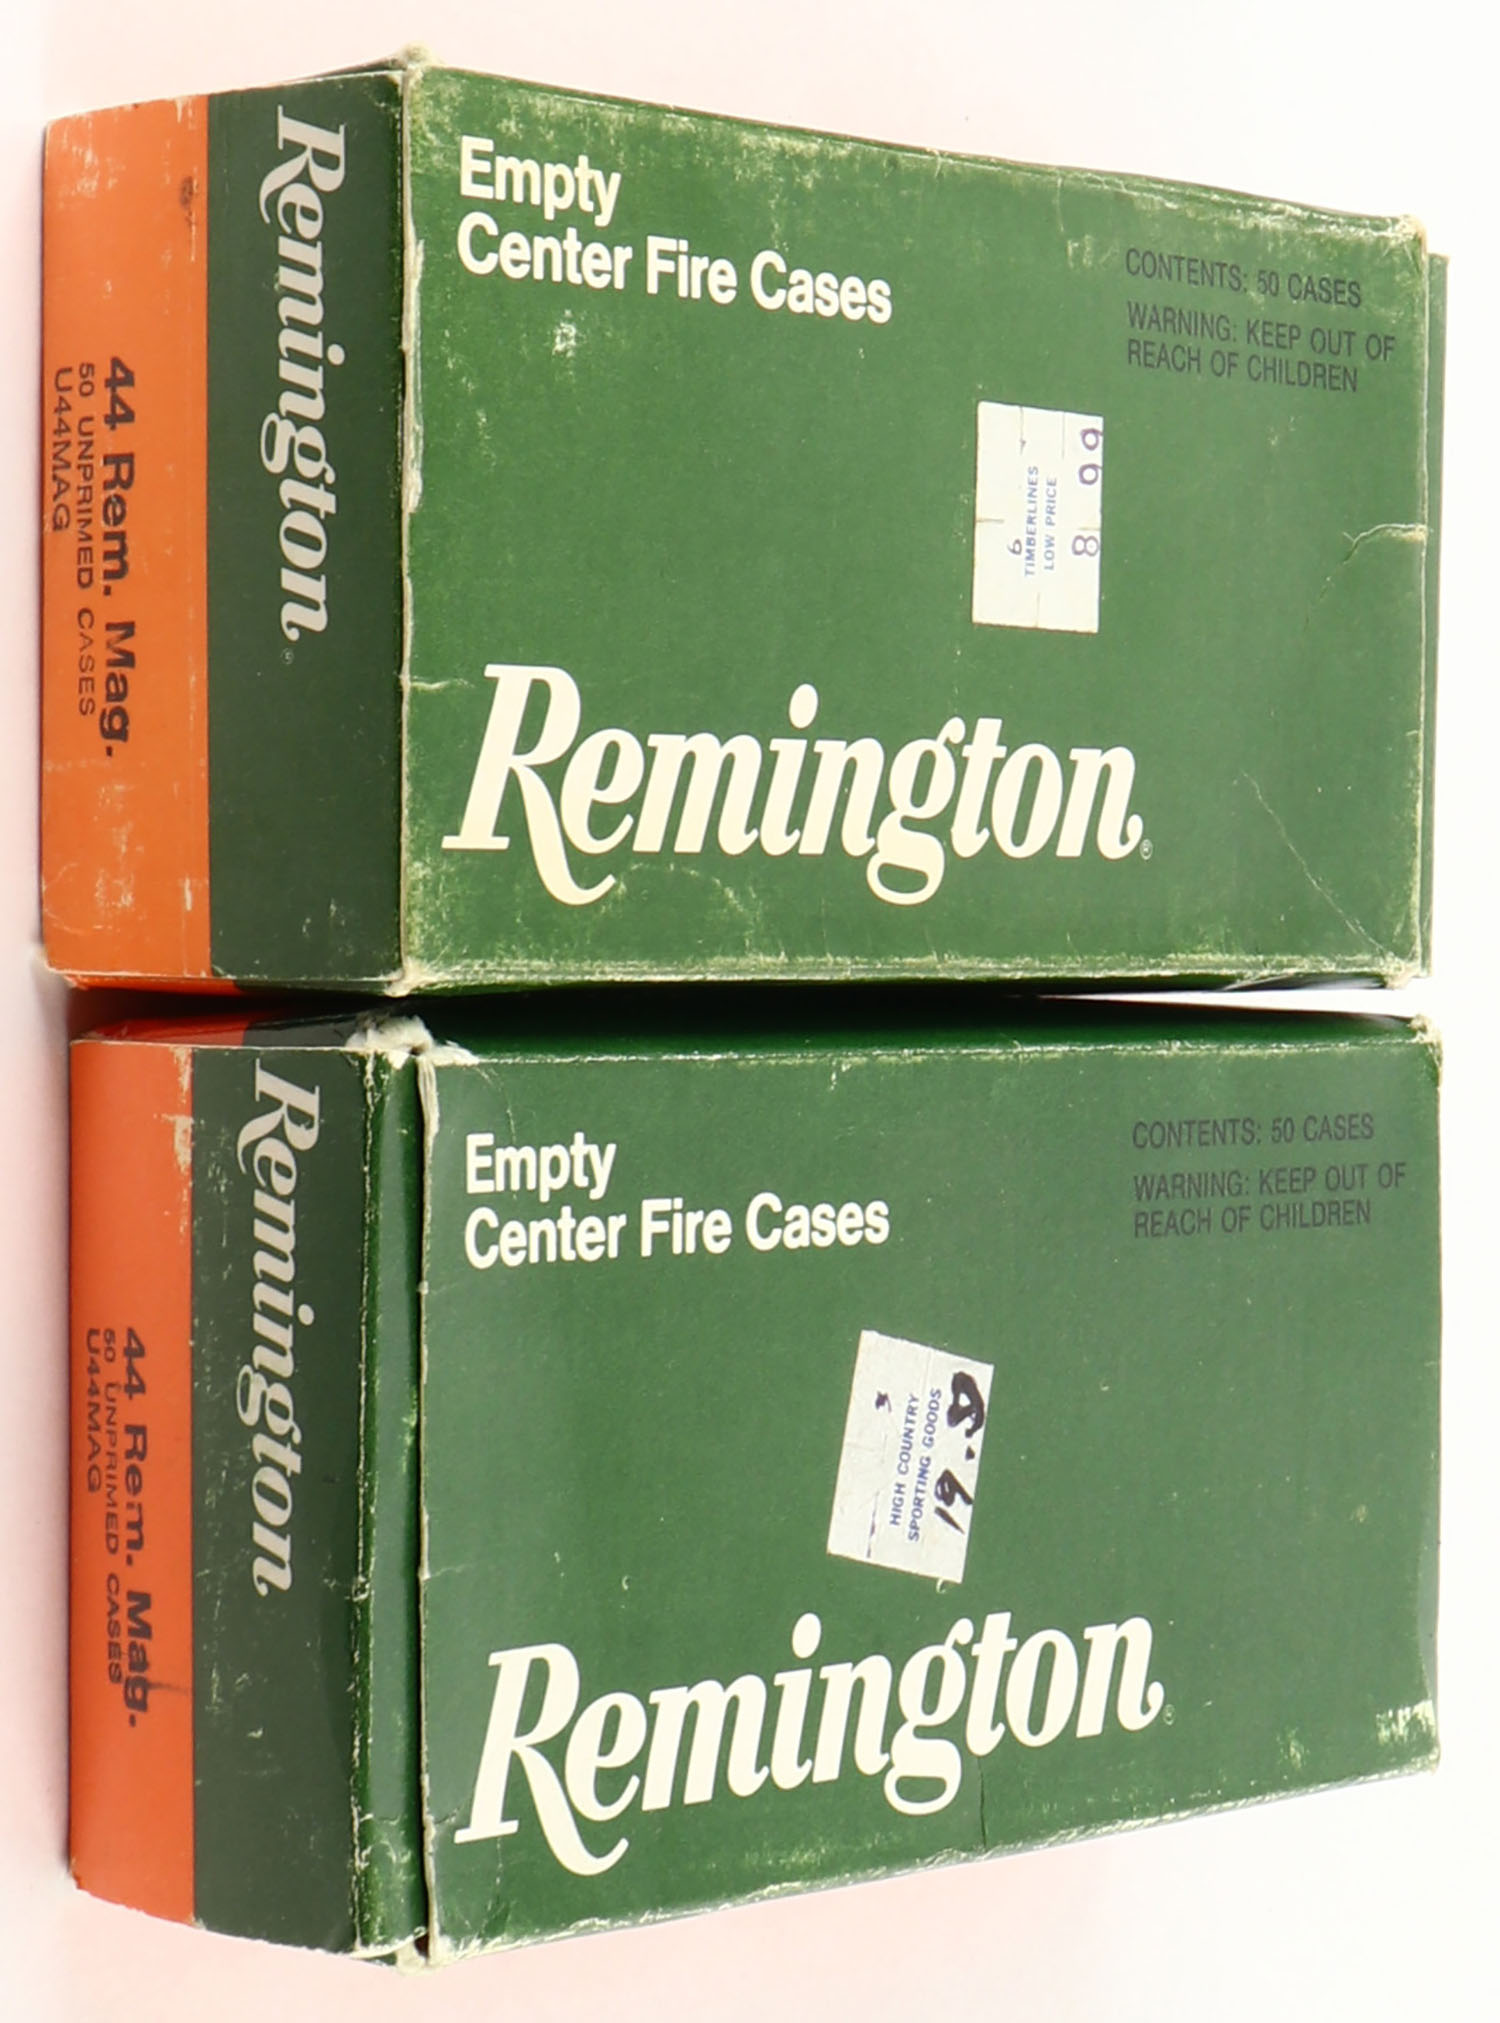 Empty
Center Fire Cases
CONTENTS: 50 CASES
WARNING: KEEP OUT OF
REACH OF CHILDREN
6
TIMBERLINES
LOW PRICE
8 99
Remington®
Remington®
44 Rem. Mag.
50 UNPRIMED CASES
U44MAG
Empty
Center Fire Cases
CONTENTS: 50 CASES
WARNING: KEEP OUT OF
REACH OF CHILDREN
HIGH COUNTRY
SPORTING GOODS
Remington®
Remington
44 Rem. Mag.
50 UNPRIMED CASES
U44MAG